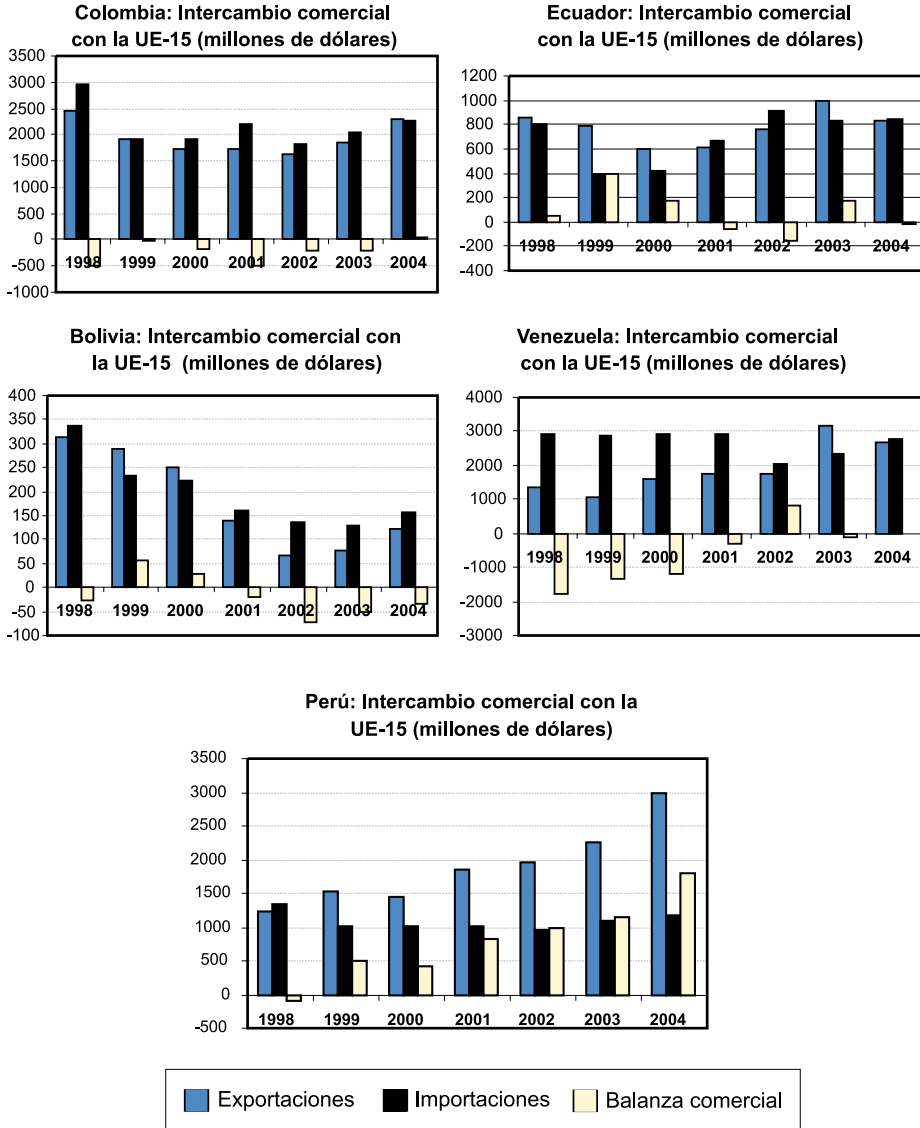 Colombia: Intercambio comercial
con la UE-15 (millones de dólares)
3500
3000
2500
2000
1500
1000
500
0
-500
-1000
1998 1999 2000 2001 2002 2003 2004
Ecuador: Intercambio comercial
con la UE-15 (millones de dólares)
1200
1000
800
600
400
200
0
-200
-400
1998 1999 2000 2001 2002 2003 2004
Bolivia: Intercambio comercial con
la UE-15 (millones de dólares)
400
350
300
250
200
150
100
50
0
-50
-100
1998 1999 2000 2001 2002 2003 2004
Venezuela: Intercambio comercial
con la UE-15 (millones de dólares)
4000
3000
2000
1000
0
-1000
-2000
-3000
1998 1999 2000 2001 2002 2003 2004
Perú: Intercambio comercial con la
UE-15 (millones de dólares)
3500
3000
2500
2000
1500
1000
500
0
-500
1998 1999 2000 2001 2002 2003 2004
Exportaciones Importaciones Balanza comercial